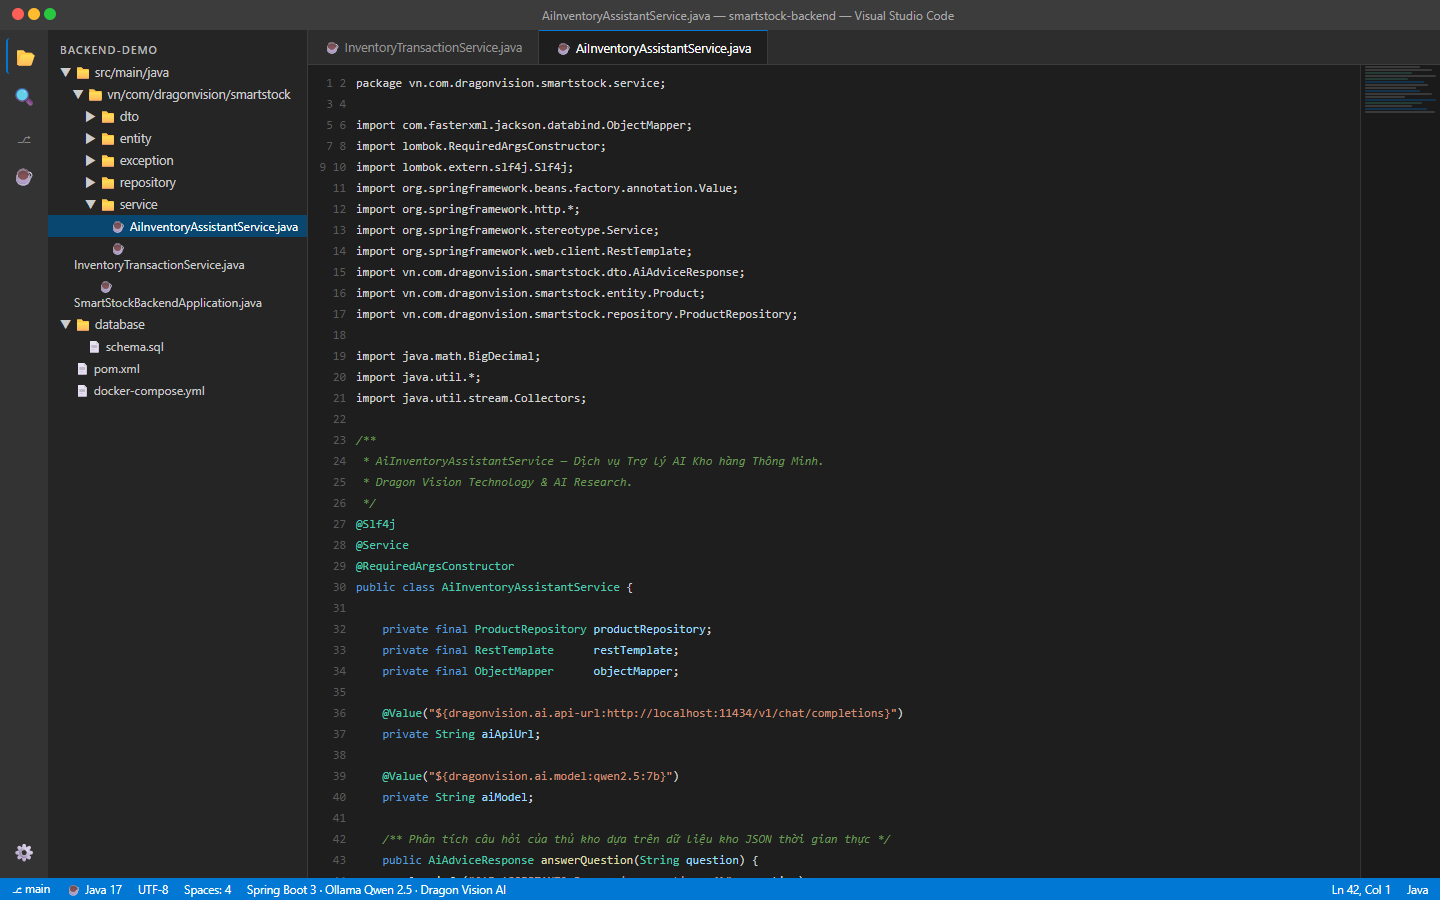 AiInventoryAssistantService.java — smartstock-backend — Visual Studio Code
BACKEND-DEMO
src/main/java
vn/com/dragonvision/smartstock
dto
entity
exception
repository
service
AiInventoryAssistantService.java
InventoryTransactionService.java
SmartStockBackendApplication.java
database
schema.sql
pom.xml
docker-compose.yml
InventoryTransactionService.java
AiInventoryAssistantService.java
1 2 package vn.com.dragonvision.smartstock.service;
3 4
5 6 import com.fasterxml.jackson.databind.ObjectMapper;
7 8 import lombok.RequiredArgsConstructor;
9 10 import lombok.extern.slf4j.Slf4j;
11 import org.springframework.beans.factory.annotation.Value;
12 import org.springframework.http.*;
13 import org.springframework.stereotype.Service;
14 import org.springframework.web.client.RestTemplate;
15 import vn.com.dragonvision.smartstock.dto.AiAdviceResponse;
16 import vn.com.dragonvision.smartstock.entity.Product;
17 import vn.com.dragonvision.smartstock.repository.ProductRepository;
18
19 import java.math.BigDecimal;
20 import java.util.*;
21 import java.util.stream.Collectors;
22
23 /**
24 * AiInventoryAssistantService — Dịch vụ Trợ lý AI Kho hàng Thông Minh.
25 * Dragon Vision Technology & AI Research.
26 */
27 @Slf4j
28 @Service
29 @RequiredArgsConstructor
30 public class AiInventoryAssistantService {
31
32 private final ProductRepository productRepository;
33 private final RestTemplate restTemplate;
34 private final ObjectMapper objectMapper;
35
36 @Value("${dragonvision.ai.api-url:http://localhost:11434/v1/chat/completions}")
37 private String aiApiUrl;
38
39 @Value("${dragonvision.ai.model:qwen2.5:7b}")
40 private String aiModel;
41
42 /** Phân tích câu hỏi của thủ kho dựa trên dữ liệu kho JSON thời gian thực */
43 public AiAdviceResponse answerQuestion(String question) {
main
Java 17
UTF-8
Spaces: 4
Spring Boot 3 · Ollama Qwen 2.5 · Dragon Vision AI
Ln 42, Col 1
Java